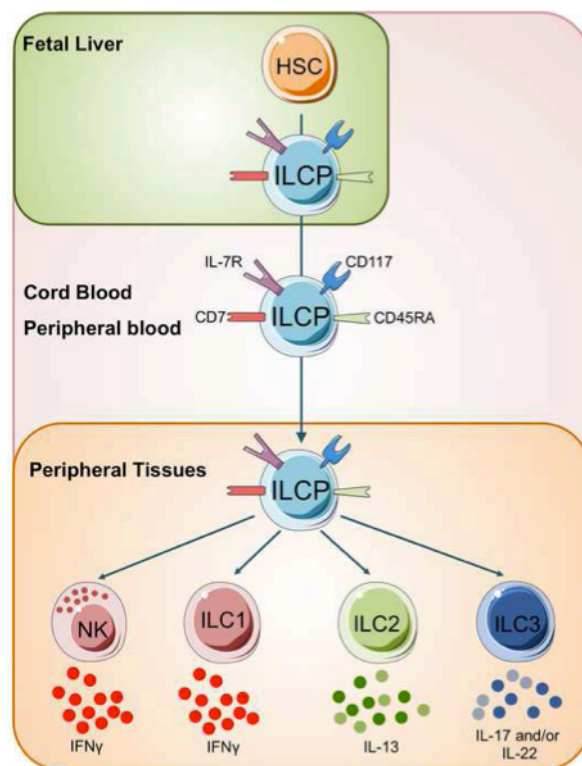 Fetal Liver
HSC
ILCP
IL-7R
CD117
Cord Blood
Peripheral blood
CD7
ILCP
CD45RA
Peripheral Tissues
ILCP
NK
ILC1
ILC2
ILC3
IFNγ
IFNγ
IL-13
IL-17 and/or
IL-22